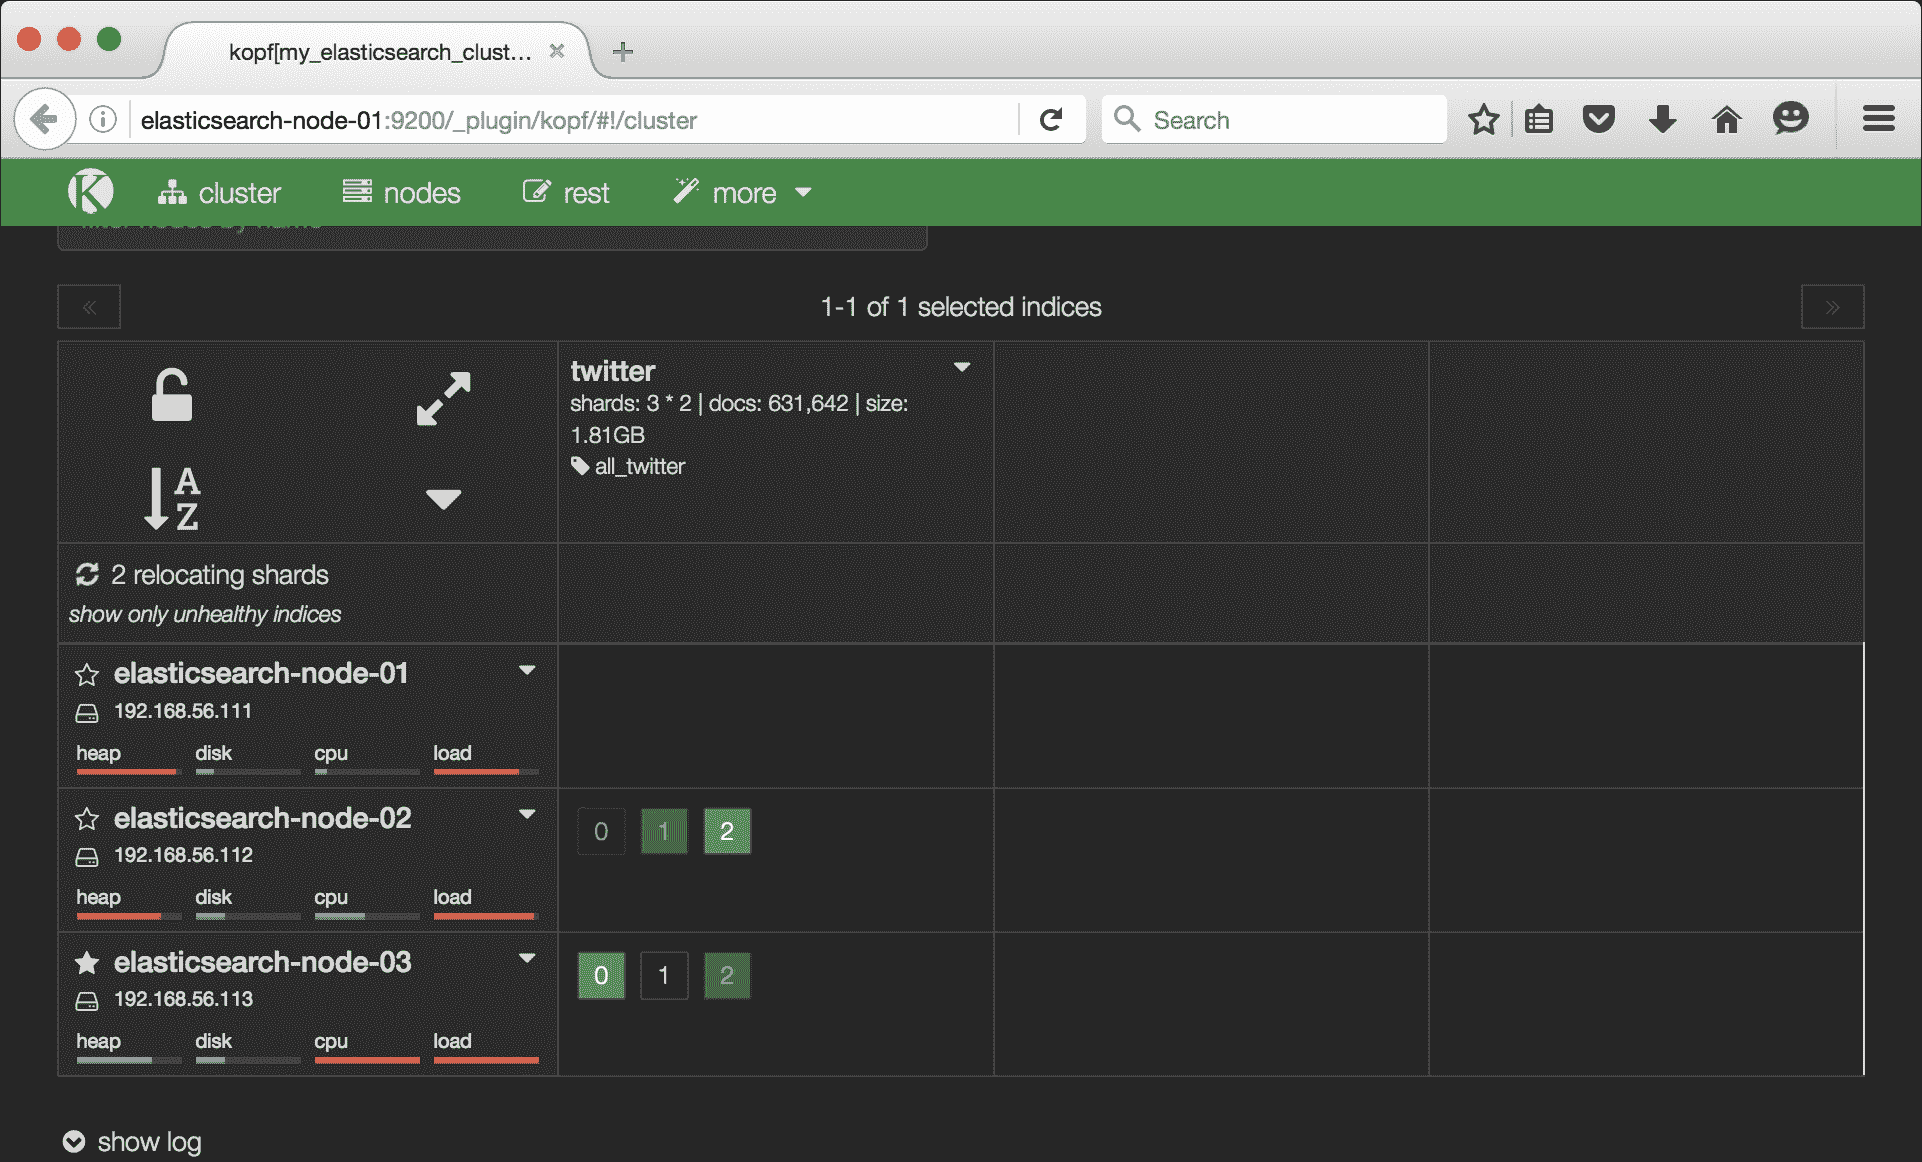 kopf[my_elasticsearch_clust...
elasticsearch-node-01:9200/_plugin/kopf/#!/cluster
Search
cluster
nodes
rest
more
filter nodes by name
«
1-1 of 1 selected indices
»
twitter
shards: 3 * 2 | docs: 631,642 | size:
1.81GB
all_twitter
A
Z
2 relocating shards
show only unhealthy indices
elasticsearch-node-01
192.168.56.111
heap disk cpu load
elasticsearch-node-02
192.168.56.112
heap disk cpu load
0 1 2
elasticsearch-node-03
192.168.56.113
heap disk cpu load
0 1 2
show log